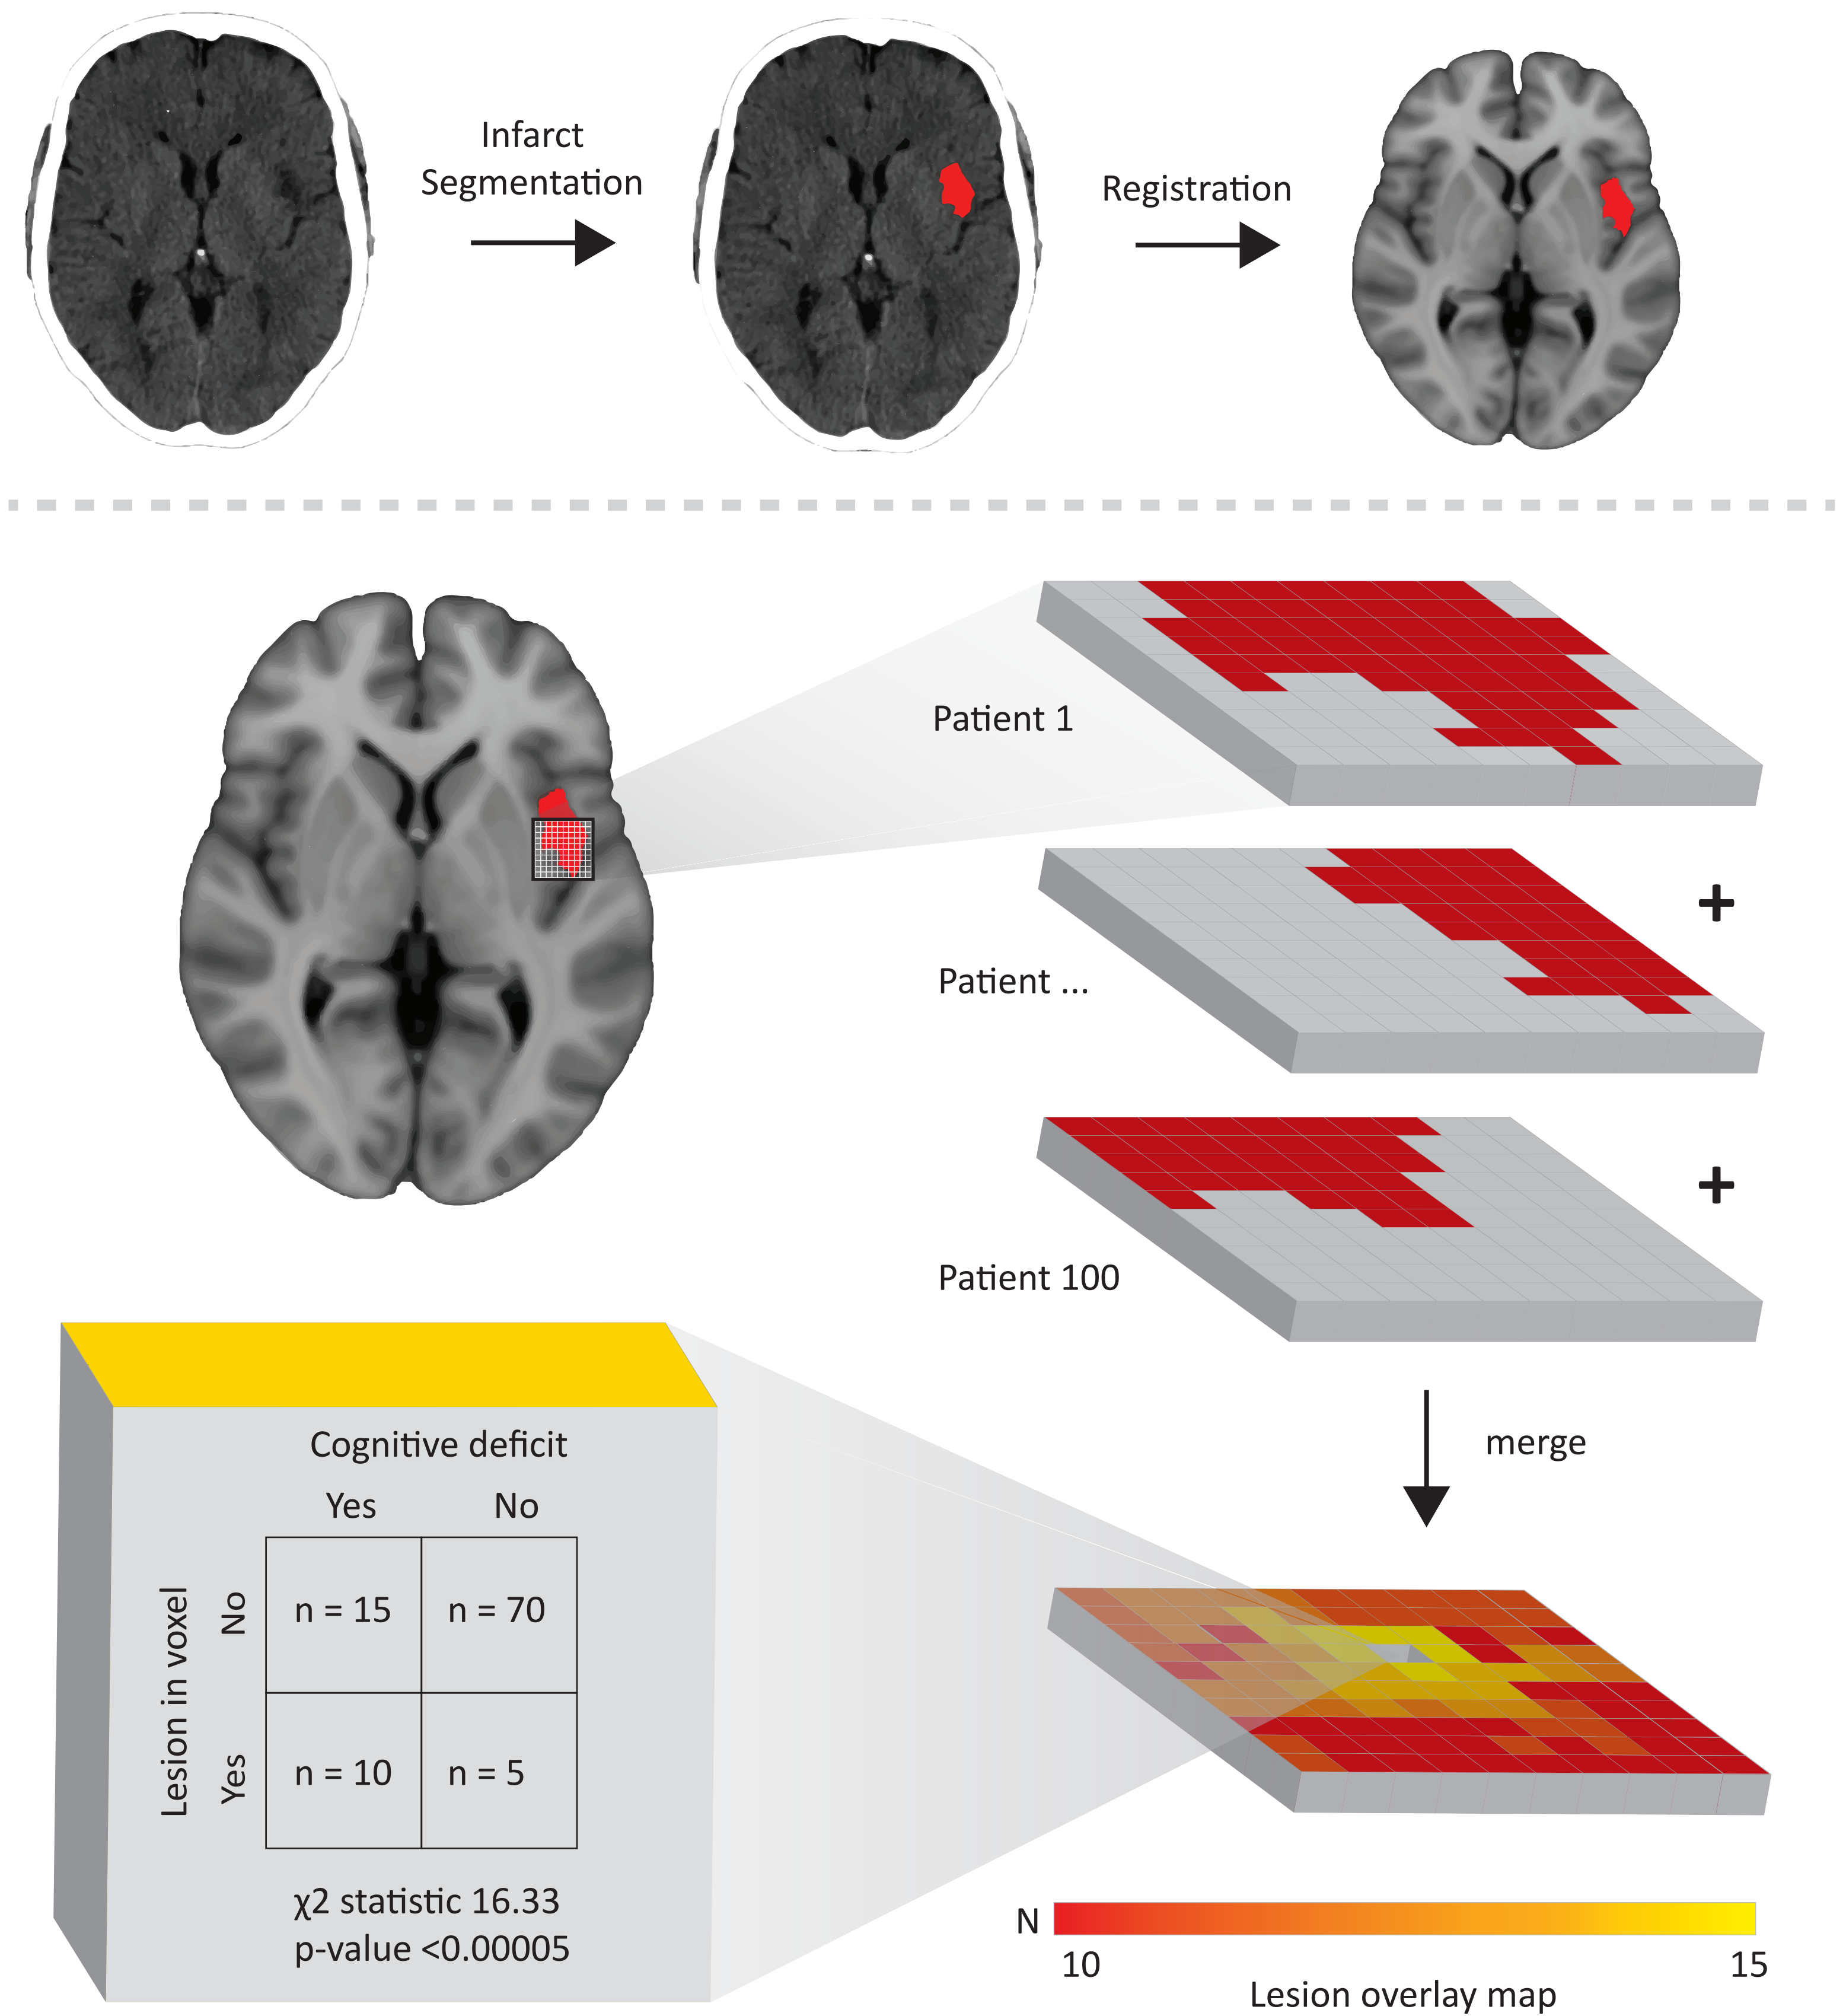 Infarct
Segmentation
Registration
Patient 1
+
Patient ...
+
Patient 100
merge
Cognitive deficit
Yes No
Lesion in voxel
No
n = 15 n = 70
Yes
n = 10 n = 5
χ2 statistic 16.33
p-value <0.00005
N
10 15
Lesion overlay map